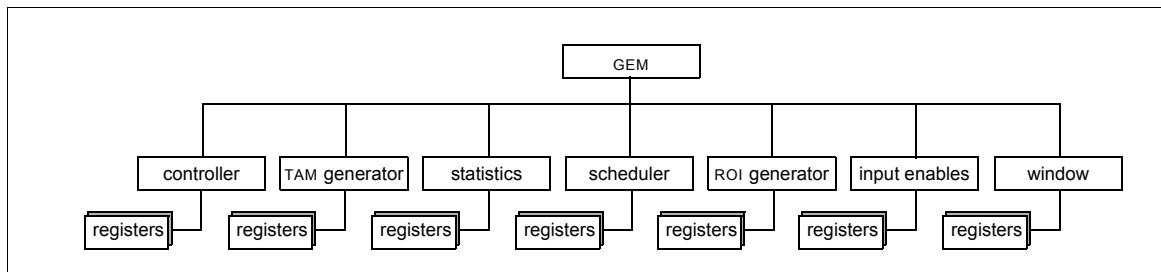 GEM
controller
TAM generator
statistics
scheduler
ROI generator
input enables
window
registers
registers
registers
registers
registers
registers
registers